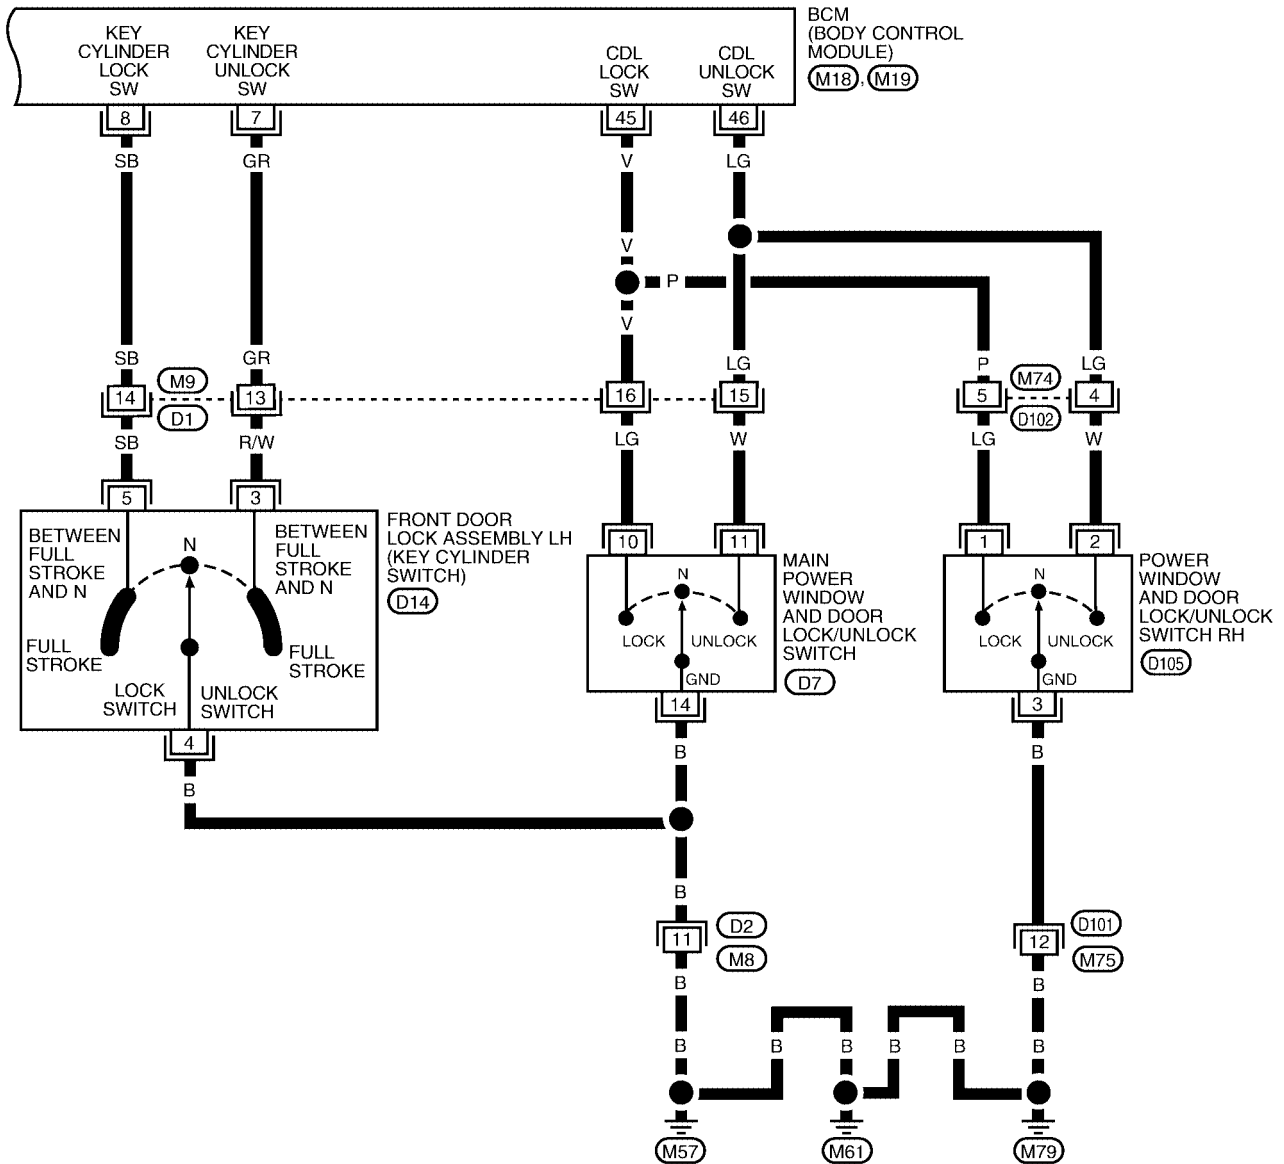 BCM
(BODY CONTROL
MODULE)
M18, M19
KEY
CYLINDER
LOCK
SW
KEY
CYLINDER
UNLOCK
SW
CDL
LOCK
SW
CDL
UNLOCK
SW
8
7
45
46
SB
GR
V
LG
V
P
V
SB
GR
LG
P
LG
14
M9
D1
13
16
15
5
M74
D102
4
SB
R/W
LG
W
LG
W
5
3
10
11
1
2
BETWEEN
FULL
STROKE
AND N
N
BETWEEN
FULL
STROKE
AND N
FULL
STROKE
FULL
STROKE
LOCK
SWITCH
UNLOCK
SWITCH
FRONT DOOR
LOCK ASSEMBLY LH
(KEY CYLINDER
SWITCH)
D14
N
LOCK
UNLOCK
GND
MAIN
POWER
WINDOW
AND DOOR
LOCK/UNLOCK
SWITCH
D7
N
LOCK
UNLOCK
GND
POWER
WINDOW
AND DOOR
LOCK/UNLOCK
SWITCH RH
D105
4
14
3
B
B
B
B
11
D2
M8
12
D101
M75
B
B
B
B
B
B
B
B
M57
M61
M79